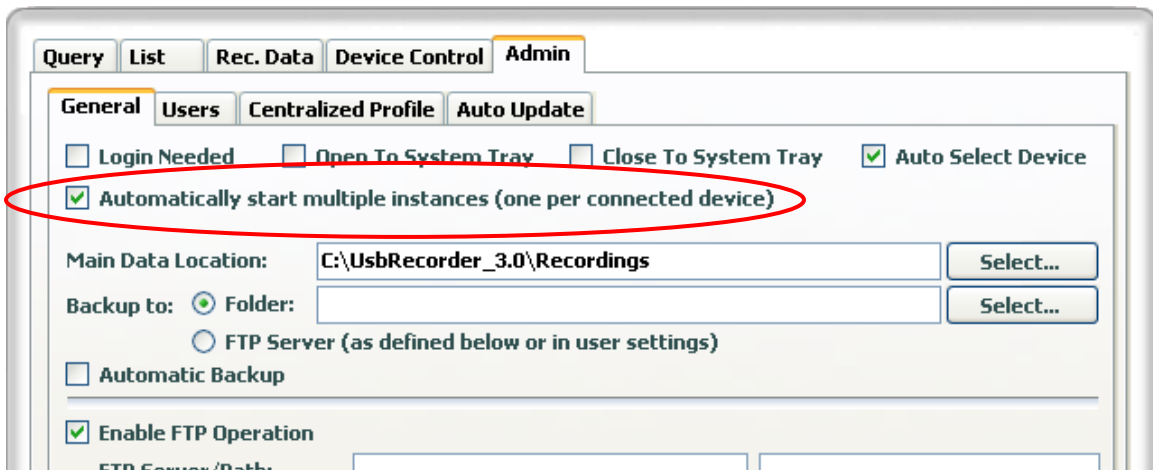 Query List Rec. Data Device Control Admin
General Users Centralized Profile Auto Update
Login Needed Open To System Tray Close To System Tray Auto Select Device
Automatically start multiple instances (one per connected device)
Main Data Location: C:\UsbRecorder_3.0\Recordings Select...
Backup to: Folder: Select...
FTP Server (as defined below or in user settings)
Automatic Backup
Enable FTP Operation
FTP Server/Path: